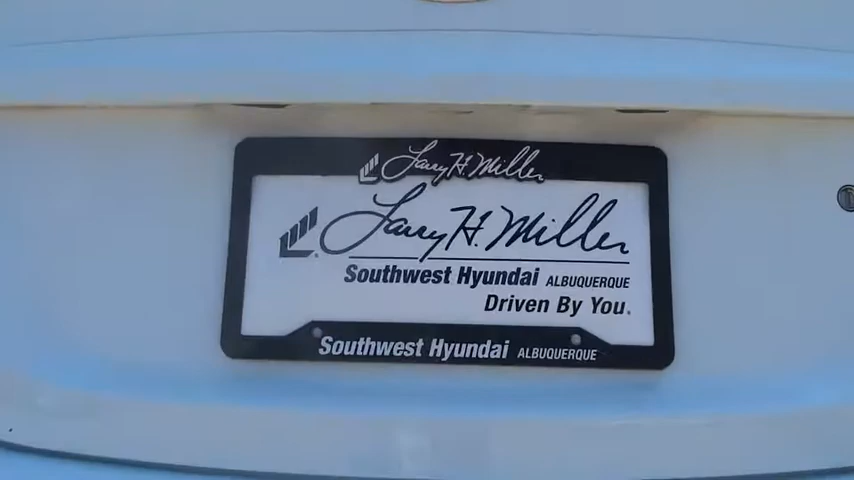 Larry H. Miller
Larry H. Miller
Southwest Hyundai ALBUQUERQUE
Driven By You.
Southwest Hyundai ALBUQUERQUE